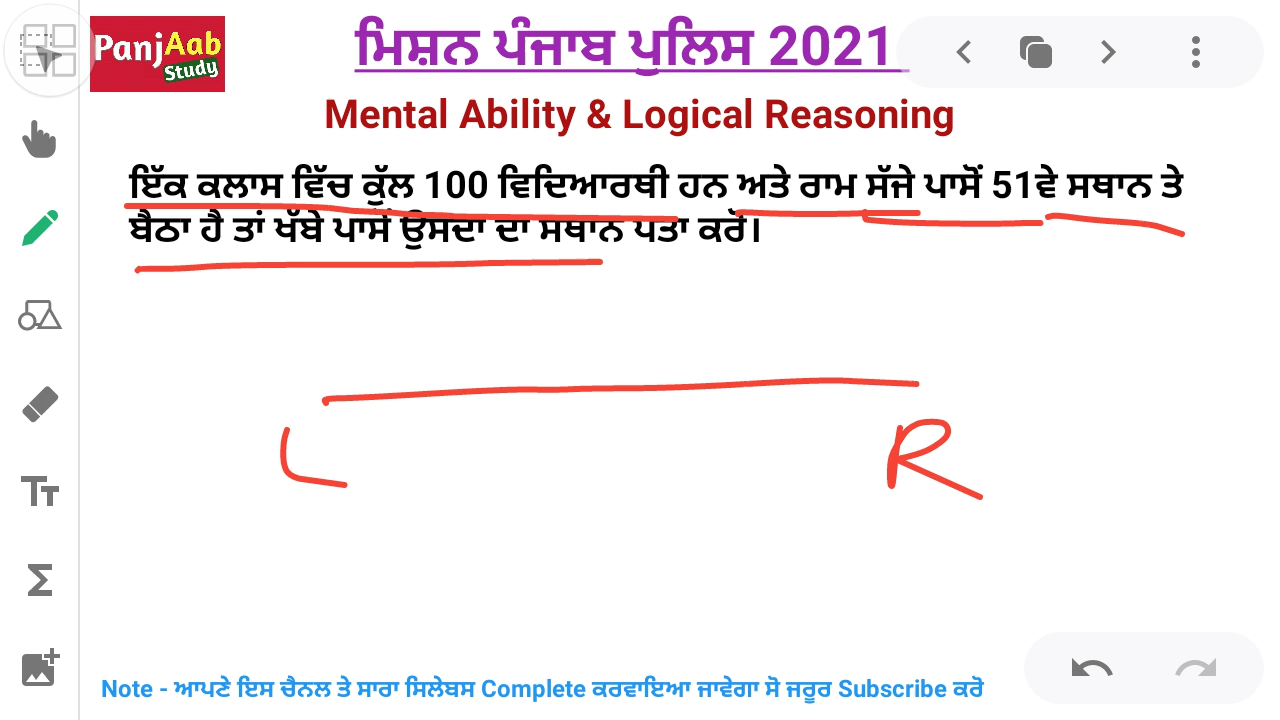 PanjAab
Study
ਮਿਸ਼ਨ ਪੰਜਾਬ ਪੁਲਿਸ 2021
Mental Ability & Logical Reasoning
ਇੱਕ ਕਲਾਸ ਵਿੱਚ ਕੁੱਲ 100 ਵਿਦਿਆਰਥੀ ਹਨ ਅਤੇ ਰਾਮ ਸੱਜੇ ਪਾਸੋਂ 51ਵੇ ਸਥਾਨ ਤੇ
ਬੈਠਾ ਹੈ ਤਾਂ ਖੱਬੇ ਪਾਸੋਂ ਉਸਦਾ ਦਾ ਸਥਾਨ ਪਤਾ ਕਰੋਂ।
L R
Note - ਆਪਣੇ ਇਸ ਚੈਨਲ ਤੇ ਸਾਰਾ ਸਿਲੇਬਸ Complete ਕਰਵਾਇਆ ਜਾਵੇਗਾ ਸੋ ਜਰੂਰ Subscribe ਕਰੋ